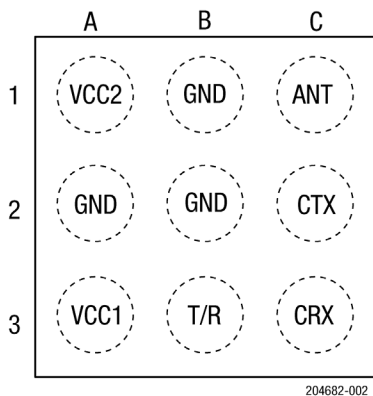 A B C
1 VCC2 GND ANT
2 GND GND CTX
3 VCC1 T/R CRX
204682-002